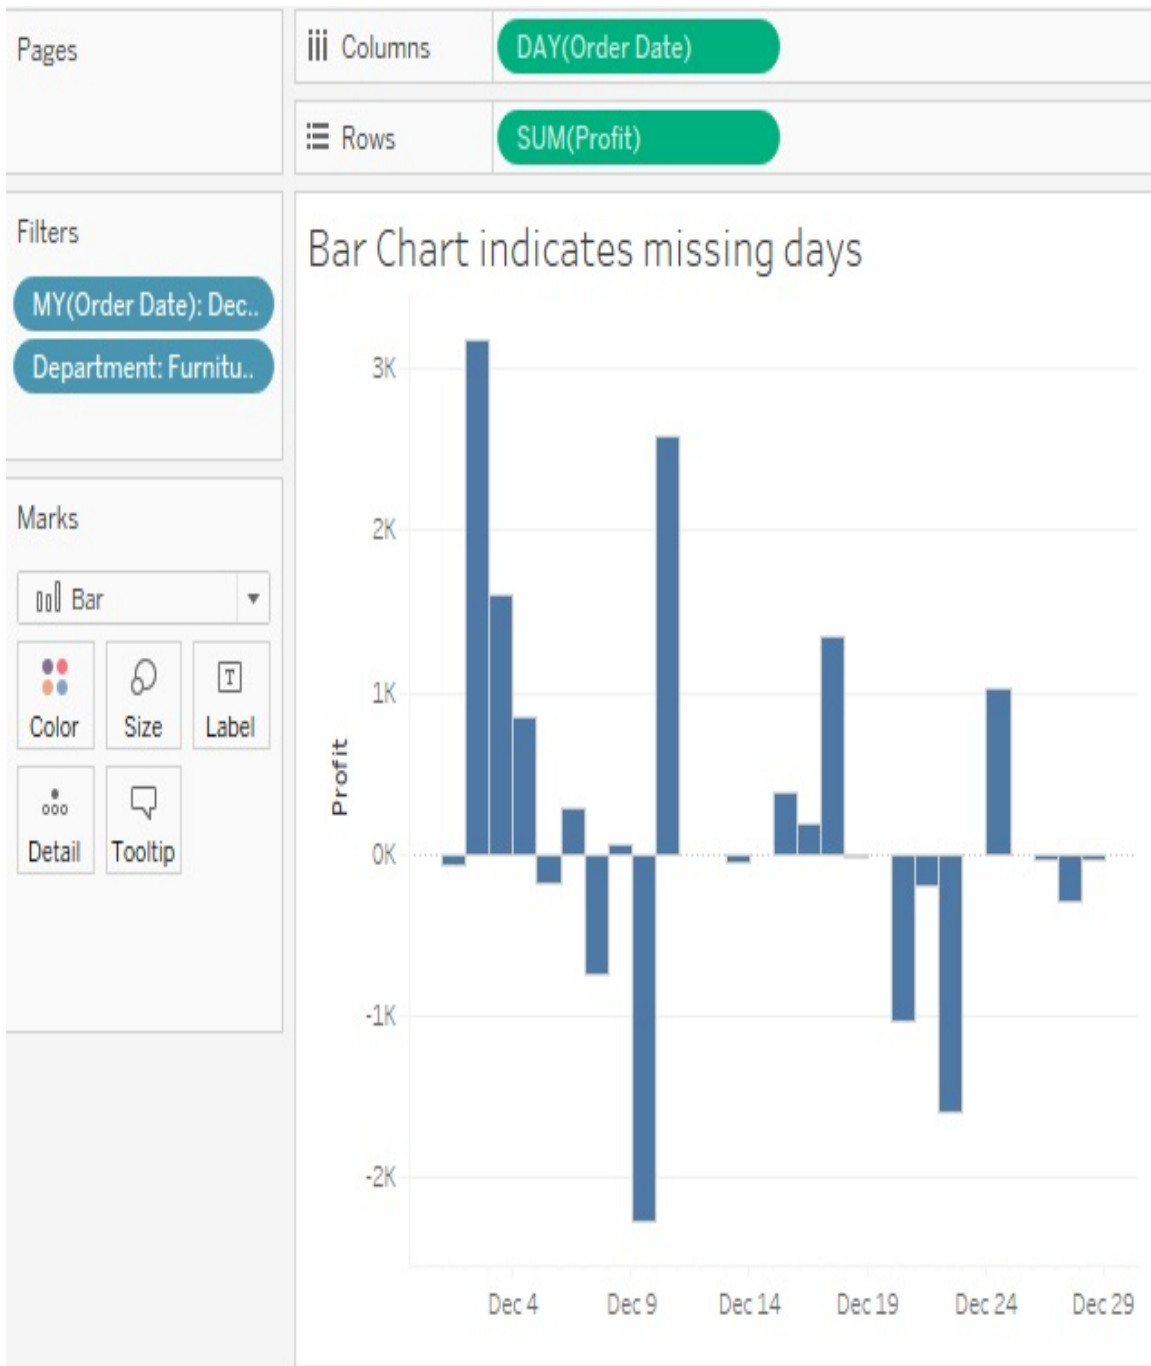 Pages
Columns
DAY(Order Date)
Rows
SUM(Profit)
Filters
MY(Order Date): Dec..
Department: Furnitu..
Marks
Bar
Color
Size
T
Label
Detail
Tooltip
Bar Chart indicates missing days
3K
2K
1K
0K
-1K
-2K
Profit
Dec 4 Dec 9 Dec 14 Dec 19 Dec 24 Dec 29